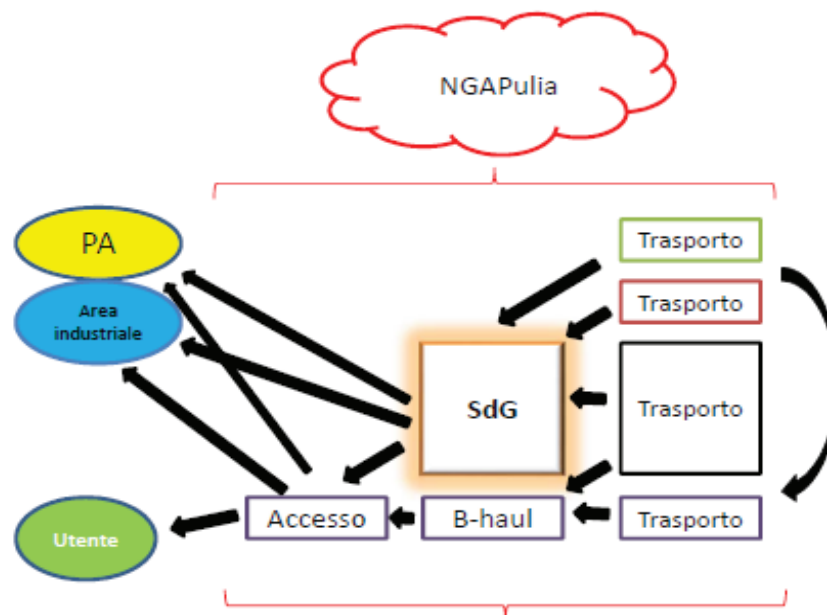 NGAPulia
PA
Trasporto
Area
industriale
Trasporto
SdG
Trasporto
Accesso
B-haul
Trasporto
Utente